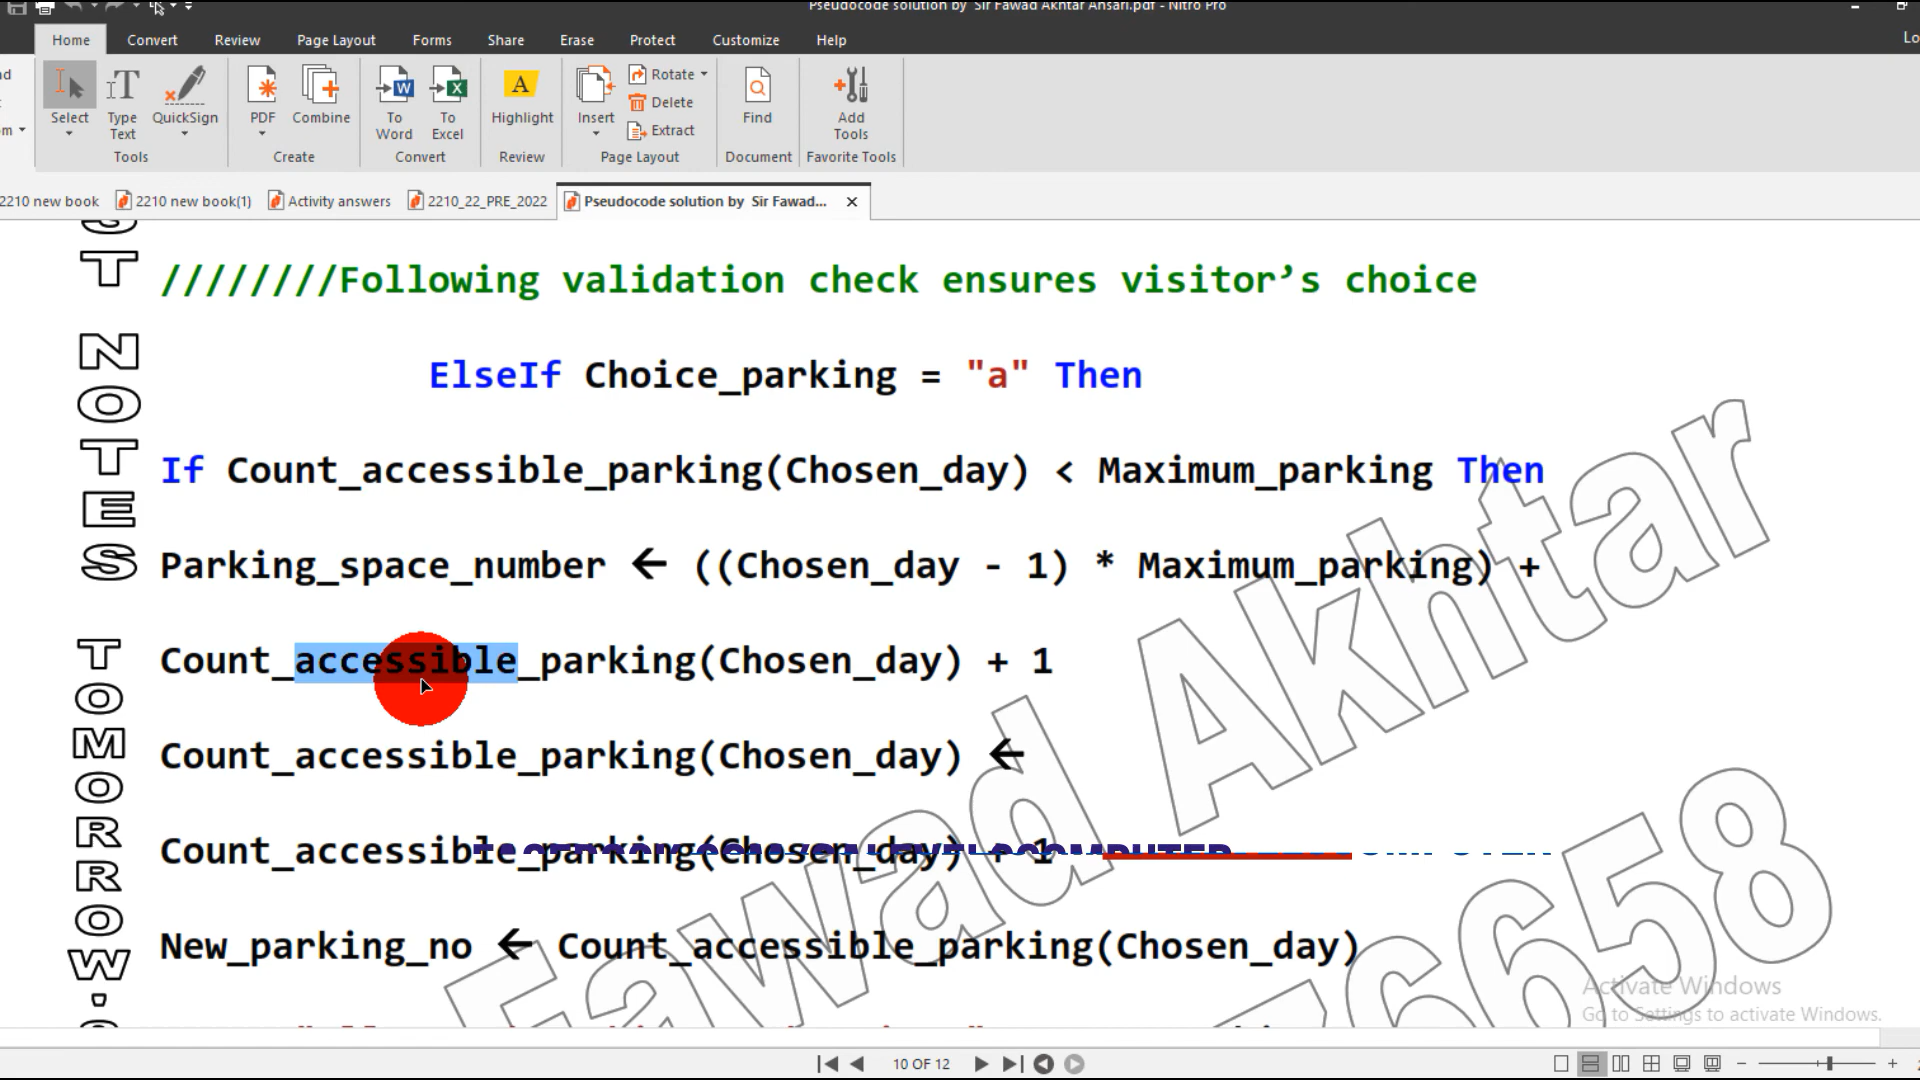 Pseudocode solution by Sir Fawad Akhtar Ansari.pdf - Nitro Pro
Home Convert Review Page Layout Forms Share Erase Protect Customize Help
Select
Type Text
QuickSign
Tools
PDF
Combine
Create
To Word
To Excel
Convert
Highlight
Review
Insert
Rotate
Delete
Extract
Page Layout
Find
Document
Add Tools
Favorite Tools
2210 new book
2210 new book(1)
Activity answers
2210_22_PRE_2022
Pseudocode solution by Sir Fawad...
////////Following validation check ensures visitor’s choice
ElseIf Choice_parking = "a" Then
If Count_accessible_parking(Chosen_day) < Maximum_parking Then
Parking_space_number ← ((Chosen_day - 1) * Maximum_parking) +
Count_accessible_parking(Chosen_day) + 1
Count_accessible_parking(Chosen_day) ←
Count_accessible_parking(Chosen_day) + 1
New_parking_no ← Count_accessible_parking(Chosen_day)
NOTES
TOMORROW'S
Fawad Akhtar
76658
Activate Windows
Go to Settings to activate Windows.
10 OF 12